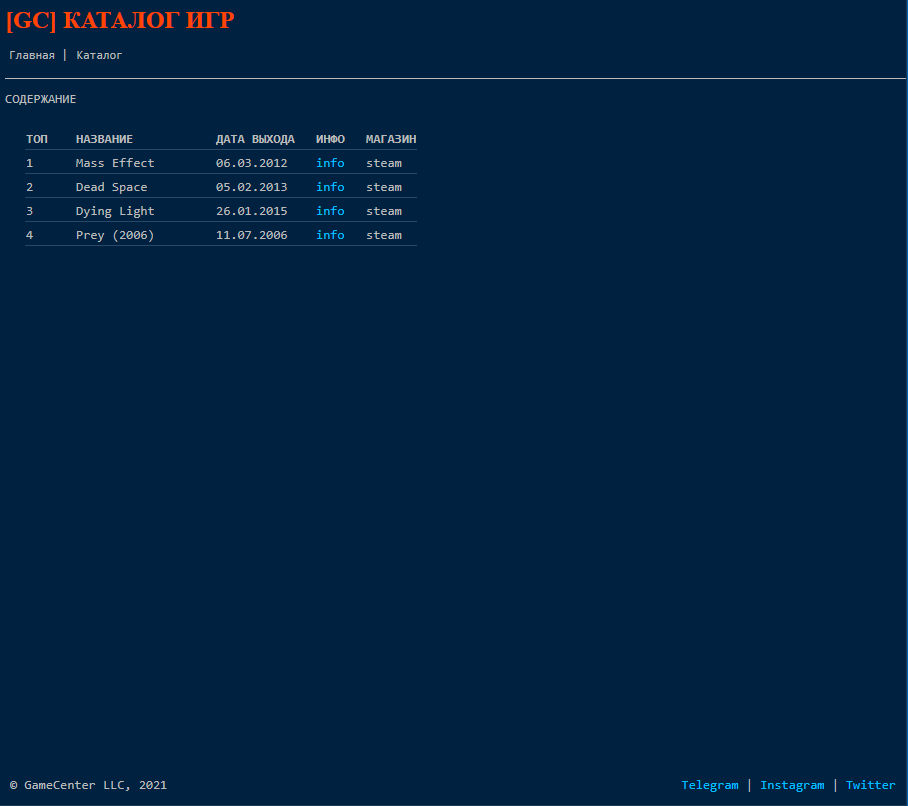 [GC] КАТАЛОГ ИГР
Главная | Каталог
СОДЕРЖАНИЕ
ТОП НАЗВАНИЕ ДАТА ВЫХОДА ИНФО МАГАЗИН
1 Mass Effect 06.03.2012 info steam
2 Dead Space 05.02.2013 info steam
3 Dying Light 26.01.2015 info steam
4 Prey (2006) 11.07.2006 info steam
© GameCenter LLC, 2021 Telegram | Instagram | Twitter